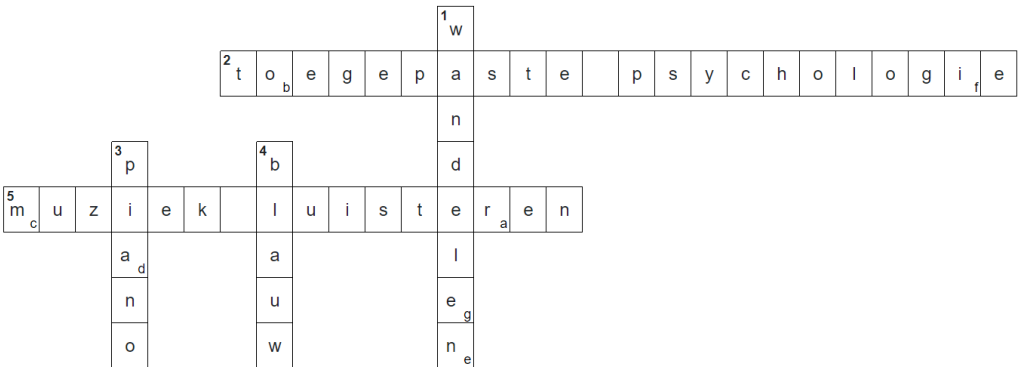 1 w
2 t o b e g e p a s t e p s y c h o l o g i f e
n
3 p 4 b d
5 m c u z i e k l u i s t e r a e n
a d a l
n u e g
o w n e